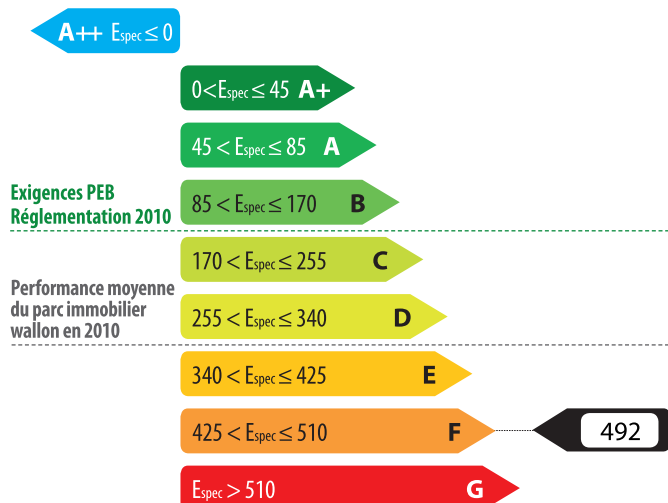 A++ Espec ≤ 0
0<Espec ≤ 45 A+
45 < Espec ≤ 85 A
Exigences PEB
Réglementation 2010
85 < Espec ≤ 170 B
170 < Espec ≤ 255 C
Performance moyenne
du parc immobilier
wallon en 2010
255 < Espec ≤ 340 D
340 < Espec ≤ 425 E
425 < Espec ≤ 510 F
492
Espec > 510 G